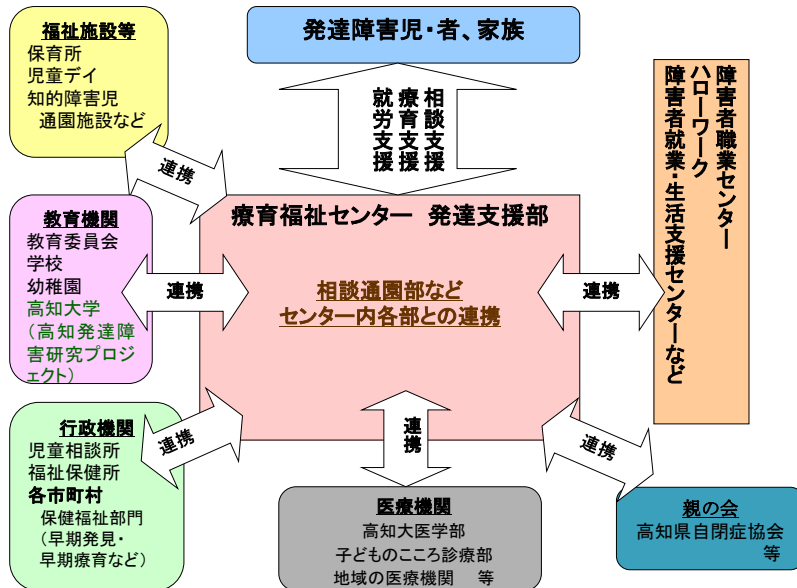 福祉施設等
保育所
児童デイ
知的障害児
通園施設など
発達障害児・者、家族
相談支援
療育支援
就労支援
障害者職業センター
ハローワーク
障害者就業・生活支援センターなど
連携
教育機関
教育委員会
学校
幼稚園
高知大学
（高知発達障
害研究プロジ
ェクト）
連携
療育福祉センター 発達支援部
相談通園部など
センター内各部との連携
連携
行政機関
児童相談所
福祉保健所
各市町村
保健福祉部門
（早期発見・
早期療育など）
連携
連携
医療機関
高知大医学部
子どものこころ診療部
地域の医療機関 等
連携
親の会
高知県自閉症協会
等